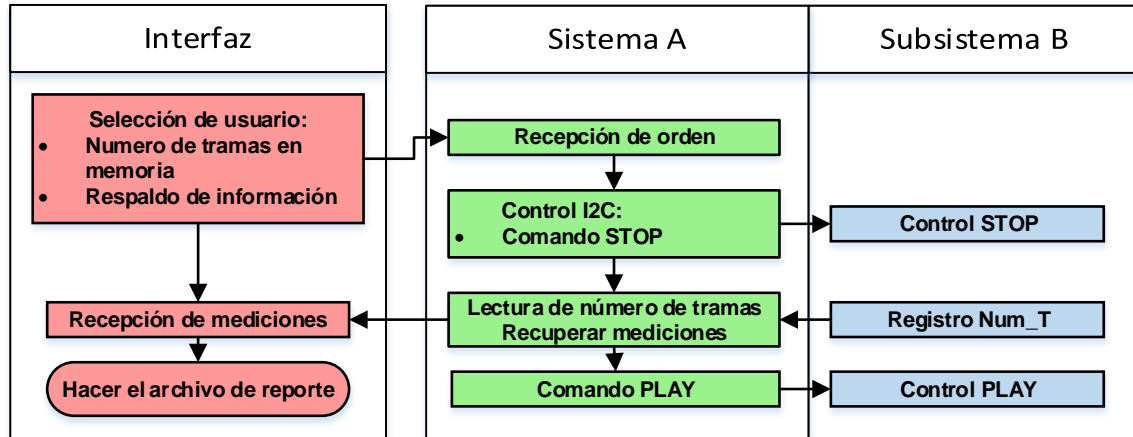 Interfaz
Sistema A
Subsistema B
Selección de usuario:
• Numero de tramas en
memoria
• Respaldo de información
Recepción de orden
Control I2C:
• Comando STOP
Control STOP
Recepción de mediciones
Lectura de número de tramas
Recuperar mediciones
Registro Num_T
Hacer el archivo de reporte
Comando PLAY
Control PLAY